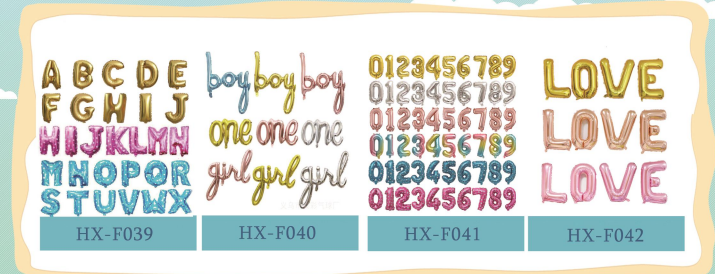 A B C D E
F G H I J
H I J K L M N
M N O P Q R
S T U V W X
boy boy boy
one one one
girl girl girl
0123456789
0123456789
0123456789
0123456789
0123456789
0123456789
LOVE
LOVE
LOVE
HX-F039
HX-F040
HX-F041
HX-F042